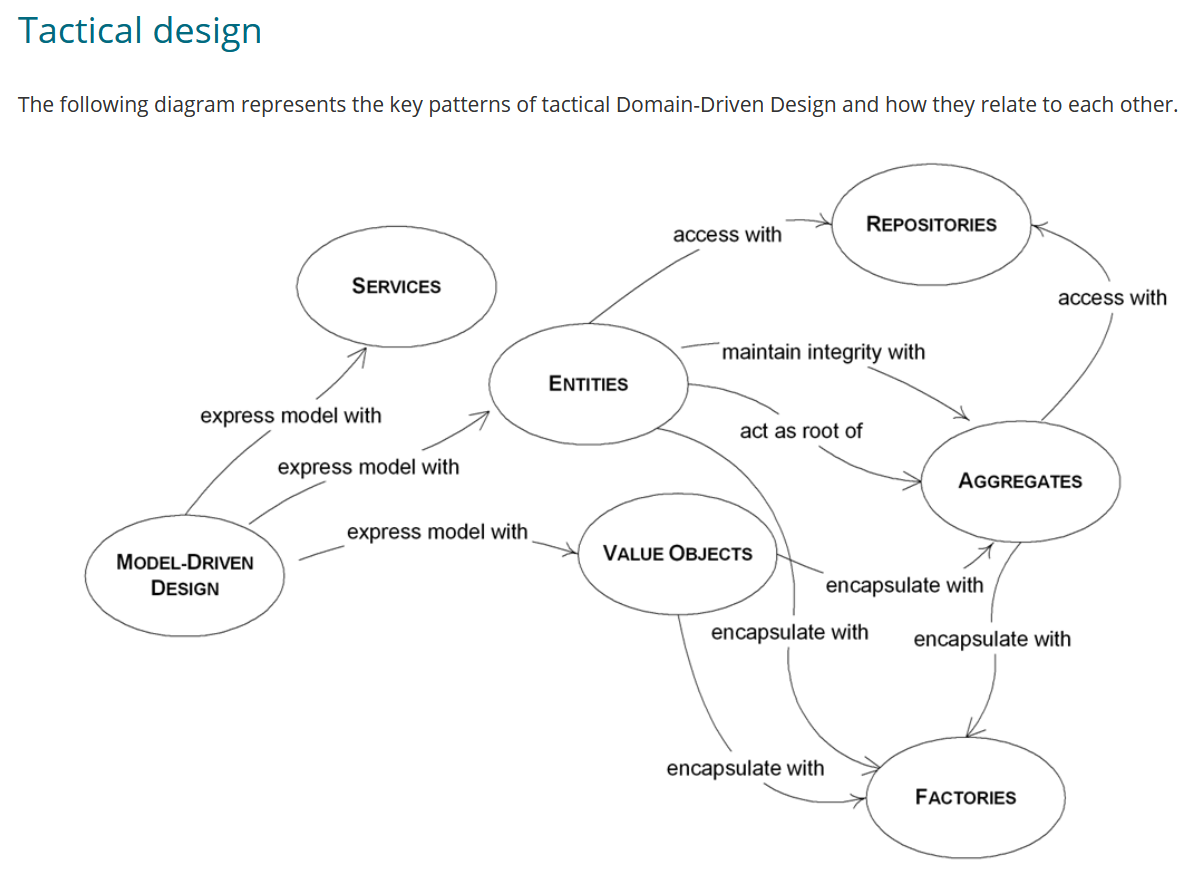 Tactical design
The following diagram represents the key patterns of tactical Domain-Driven Design and how they relate to each other.
REPOSITORIES
access with
SERVICES
access with
maintain integrity with
ENTITIES
express model with
act as root of
express model with
AGGREGATES
express model with
VALUE OBJECTS
MODEL-DRIVEN
DESIGN
encapsulate with
encapsulate with
encapsulate with
encapsulate with
FACTORIES